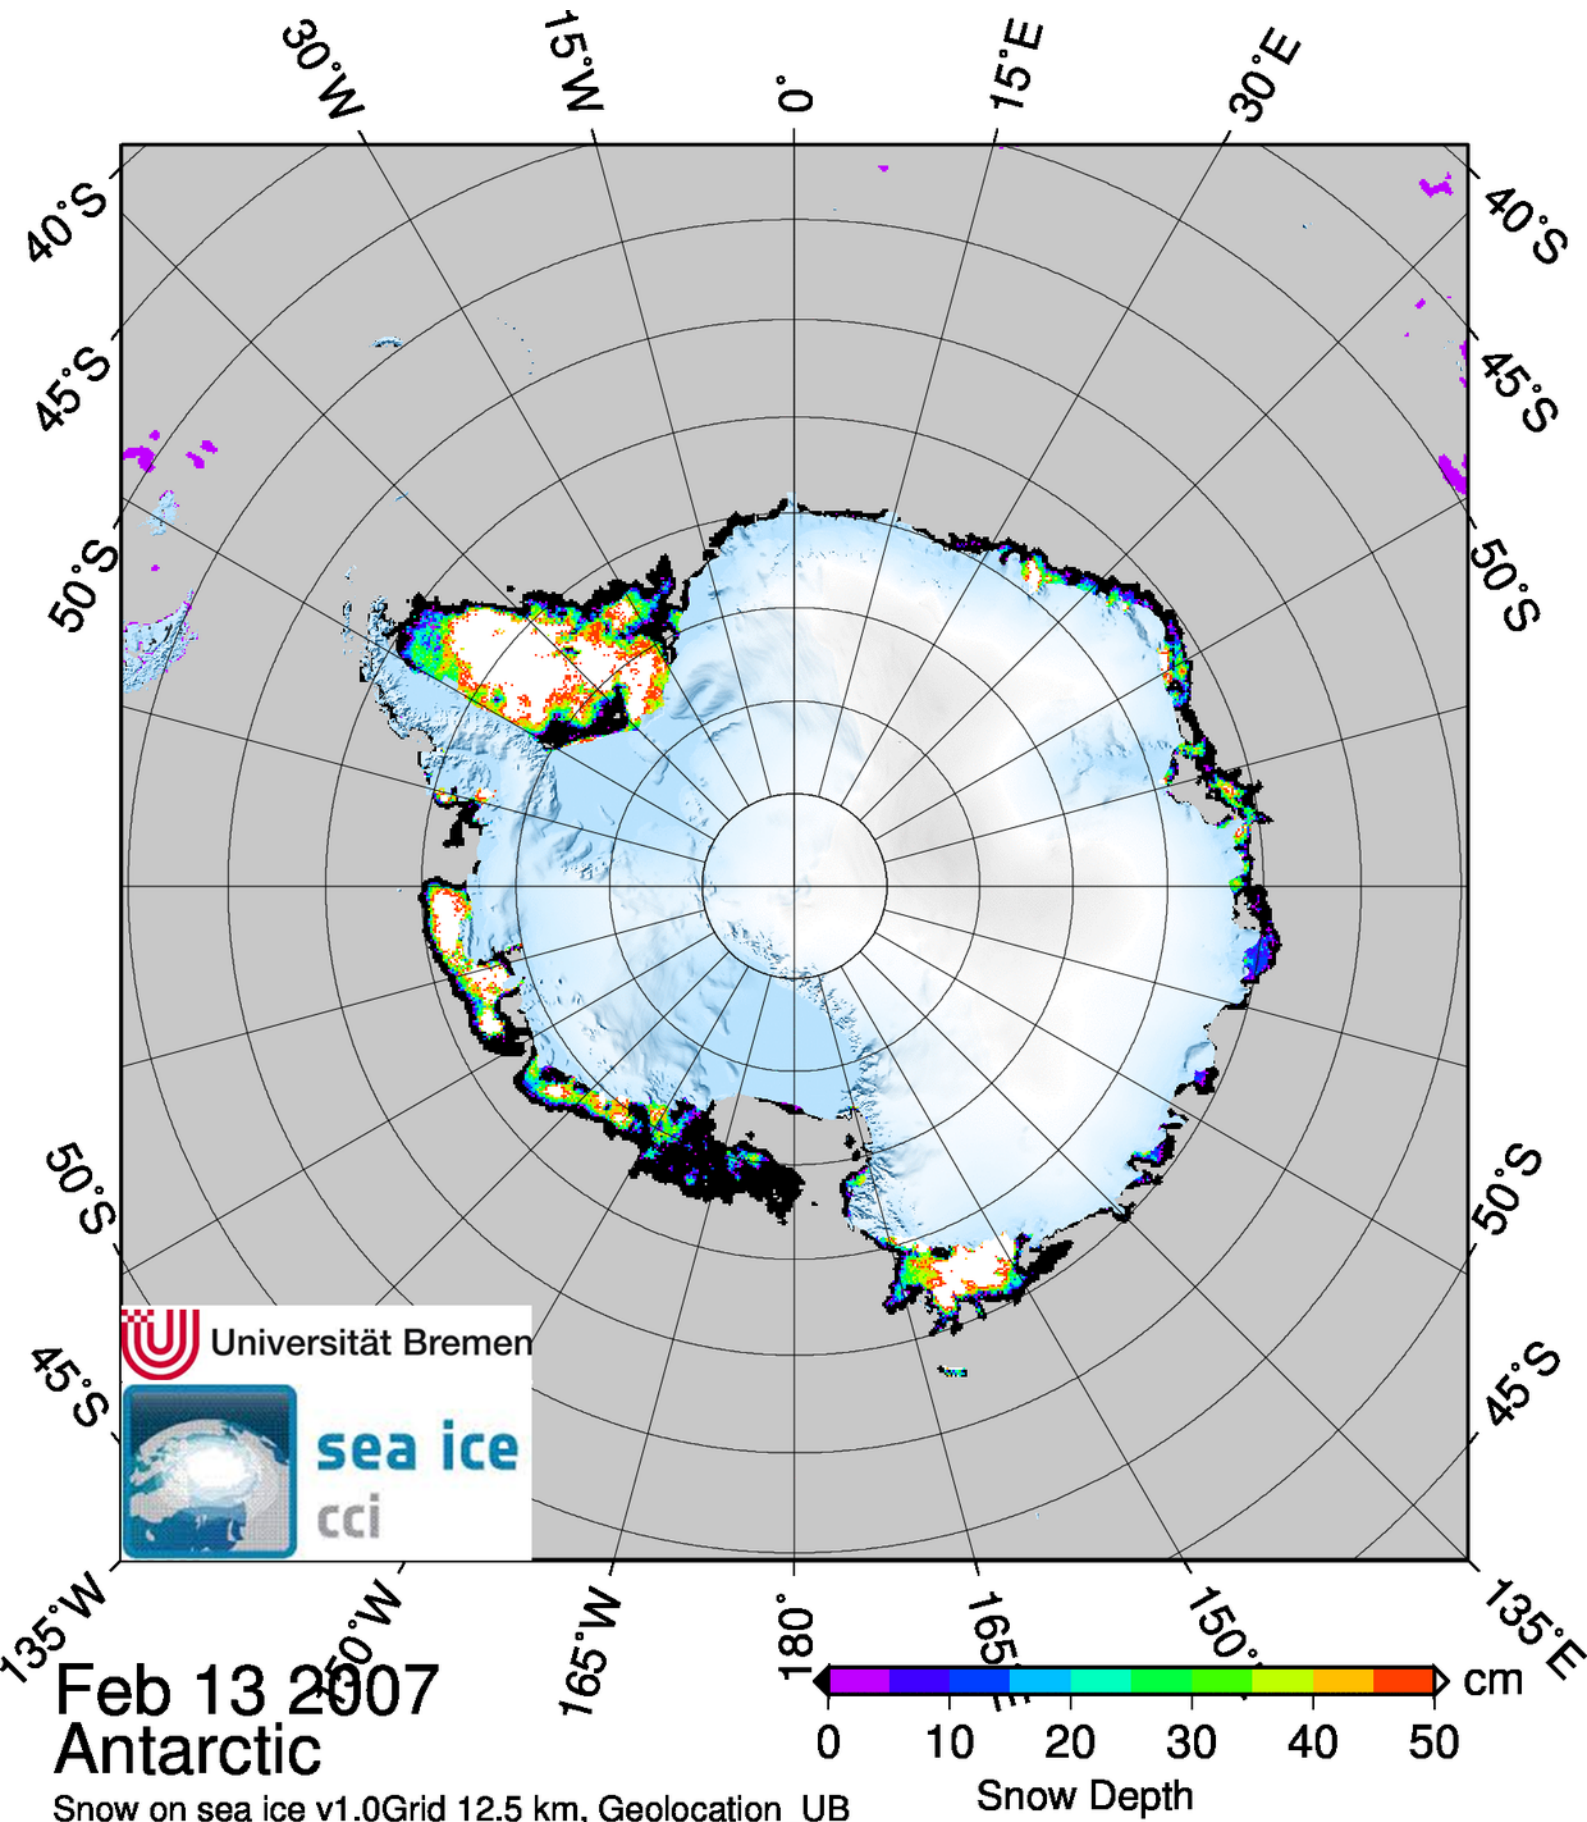 30°W 15°W 0° 15°E 30°E
40°S 40°S
45°S 45°S
50°S 50°S
50°S 50°S
45°S 45°S
Universität Bremen
sea ice
cci
135°W 150°W 165°W 180° 165°E 150° 135°E
Feb 13 2007
Antarctic
Snow on sea ice v1.0Grid 12.5 km, Geolocation UB
cm
0 10 20 30 40 50
Snow Depth